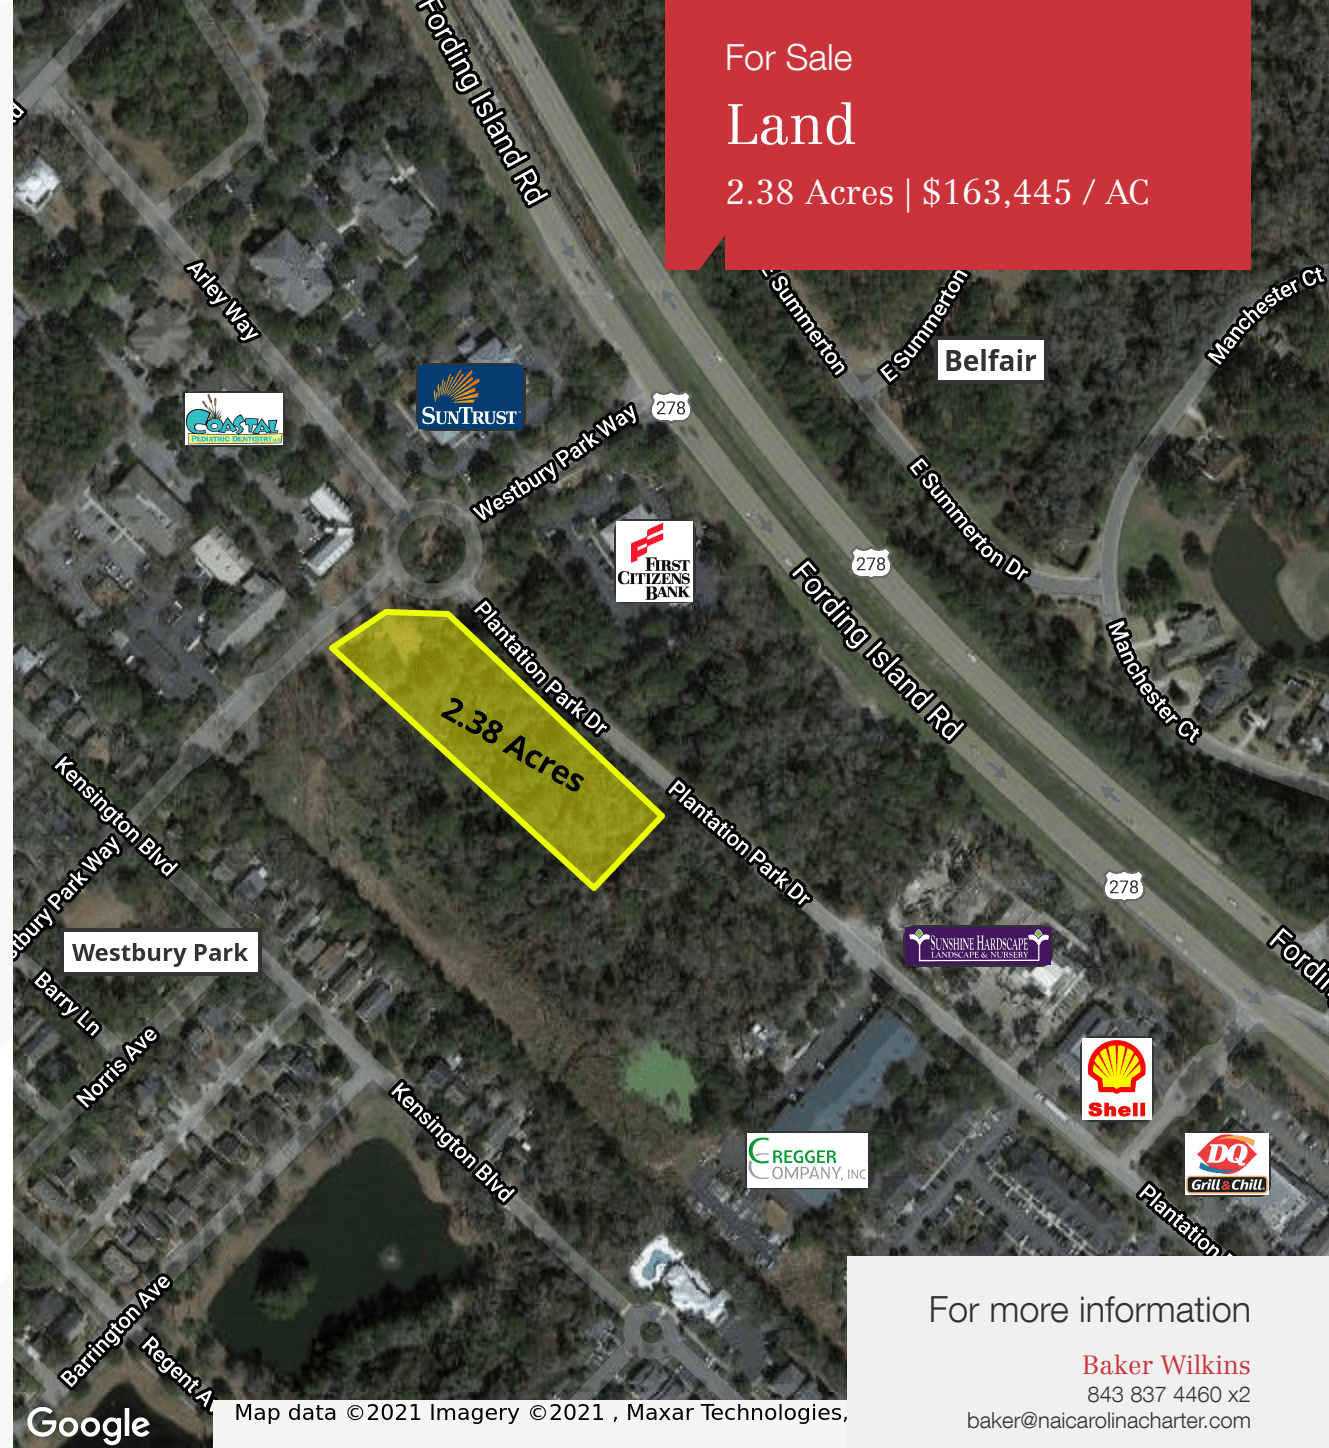 For Sale
Land
2.38 Acres | $163,445 / AC
Fording Island Rd
Arley Way
E Summerton
E Summerton
Manchester Ct
Belfair
COASTAL
PEDIATRIC DENTISTRY
SUNTRUST
278
Westbury Park Way
E Summerton Dr
FIRST
CITIZENS
BANK
278
Fording Island Rd
Plantation Park Dr
Manchester Ct
2.38 Acres
Kensington Blvd
Plantation Park Dr
278
stbury Park Way
Westbury Park
SUNSHINE HARDSCAPE
LANDSCAPE & NURSERY
Fordin
Barry Ln
Norris Ave
Shell
Kensington Blvd
CREGGER
COMPANY, INC
DQ
Grill&Chill
Plantation
Barrington Ave
Regent A
For more information
Baker Wilkins
843 837 4460 x2
baker@naicarolinacharter.com
Google
Map data ©2021 Imagery ©2021 , Maxar Technologies,